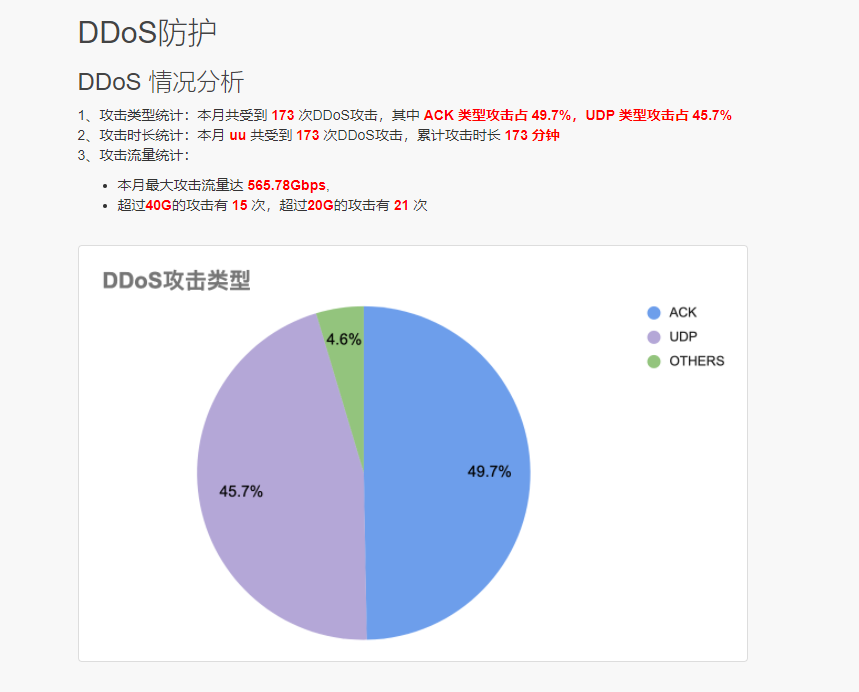 DDoS防护
DDoS 情况分析
1、攻击类型统计：本月共受到 173 次DDoS攻击，其中 ACK 类型攻击占 49.7%，UDP 类型攻击占 45.7%
2、攻击时长统计：本月 uu 共受到 173 次DDoS攻击，累计攻击时长 173 分钟
3、攻击流量统计：
• 本月最大攻击流量达 565.78Gbps,
• 超过40G的攻击有 15 次，超过20G的攻击有 21 次
DDoS攻击类型
ACK
UDP
OTHERS
4.6%
49.7%
45.7%